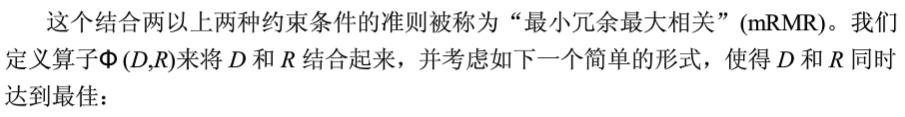 这个结合两以上两种约束条件的准则被称为“最小冗余最大相关”(mRMR)。我们
定义算子Φ (D,R)来将 D 和 R 结合起来，并考虑如下一个简单的形式，使得 D 和 R 同时
达到最佳：